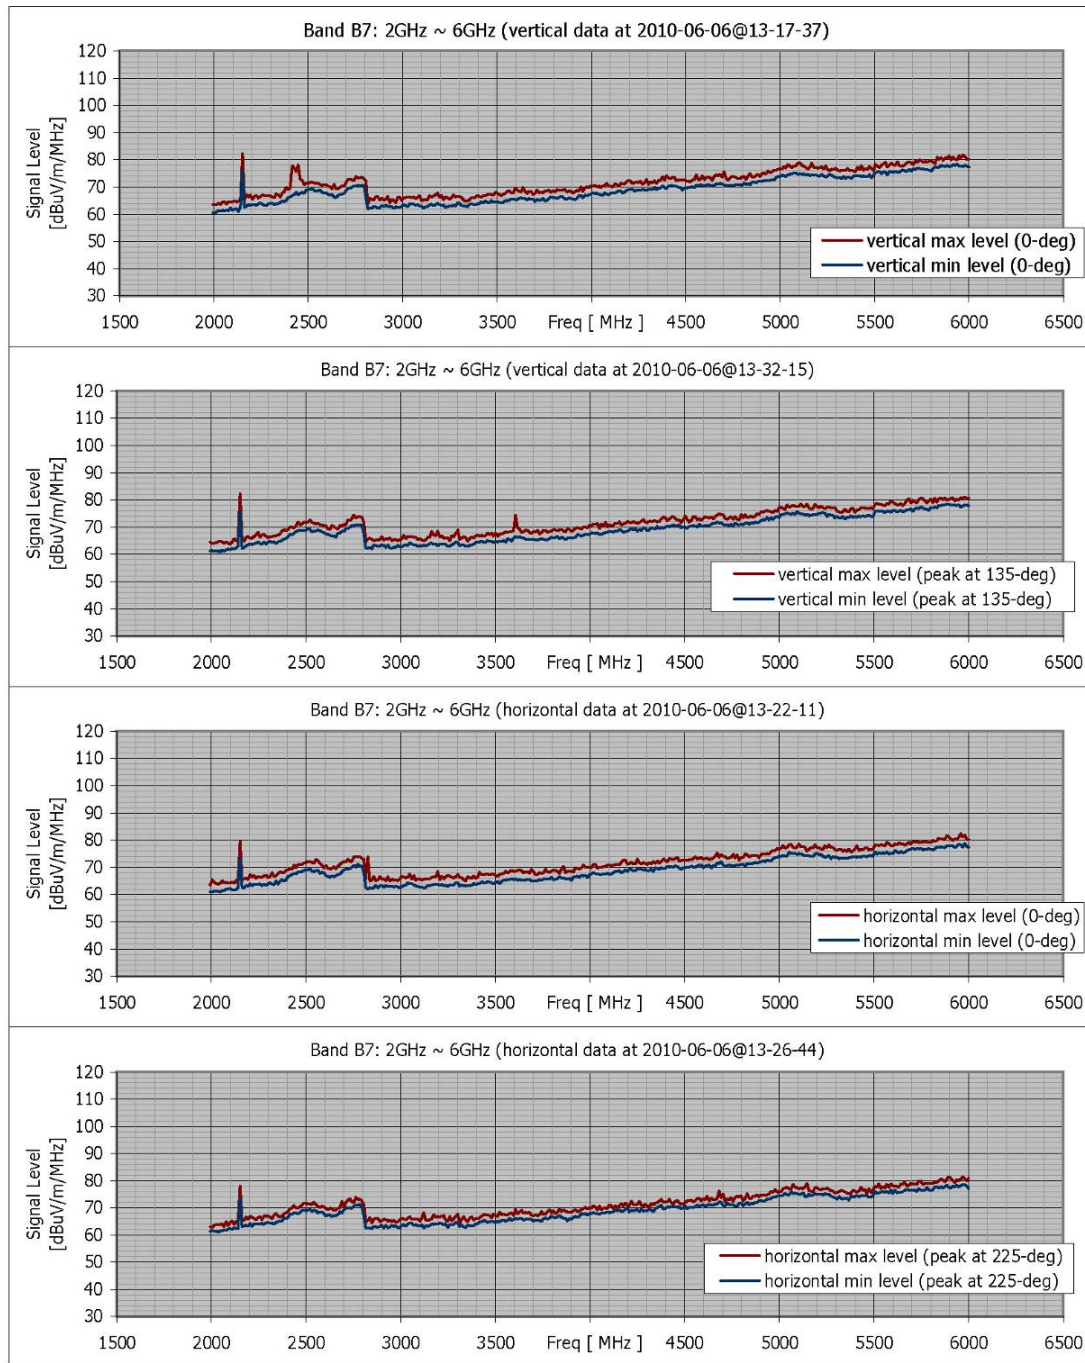 Band B7: 2GHz ~ 6GHz (vertical data at 2010-06-06@13-17-37)
120
110
100
90
80
70
60
50
40
30
Signal Level
[dBuV/m/MHz]
vertical max level (0-deg)
vertical min level (0-deg)
1500 2000 2500 3000 3500 Freq [ MHz ] 4500 5000 5500 6000 6500
Band B7: 2GHz ~ 6GHz (vertical data at 2010-06-06@13-32-15)
120
110
100
90
80
70
60
50
40
30
Signal Level
[dBuV/m/MHz]
vertical max level (peak at 135-deg)
vertical min level (peak at 135-deg)
1500 2000 2500 3000 3500 Freq [ MHz ] 4500 5000 5500 6000 6500
Band B7: 2GHz ~ 6GHz (horizontal data at 2010-06-06@13-22-11)
120
110
100
90
80
70
60
50
40
30
Signal Level
[dBuV/m/MHz]
horizontal max level (0-deg)
horizontal min level (0-deg)
1500 2000 2500 3000 3500 Freq [ MHz ] 4500 5000 5500 6000 6500
Band B7: 2GHz ~ 6GHz (horizontal data at 2010-06-06@13-26-44)
120
110
100
90
80
70
60
50
40
30
Signal Level
[dBuV/m/MHz]
horizontal max level (peak at 225-deg)
horizontal min level (peak at 225-deg)
1500 2000 2500 3000 3500 Freq [ MHz ] 4500 5000 5500 6000 6500